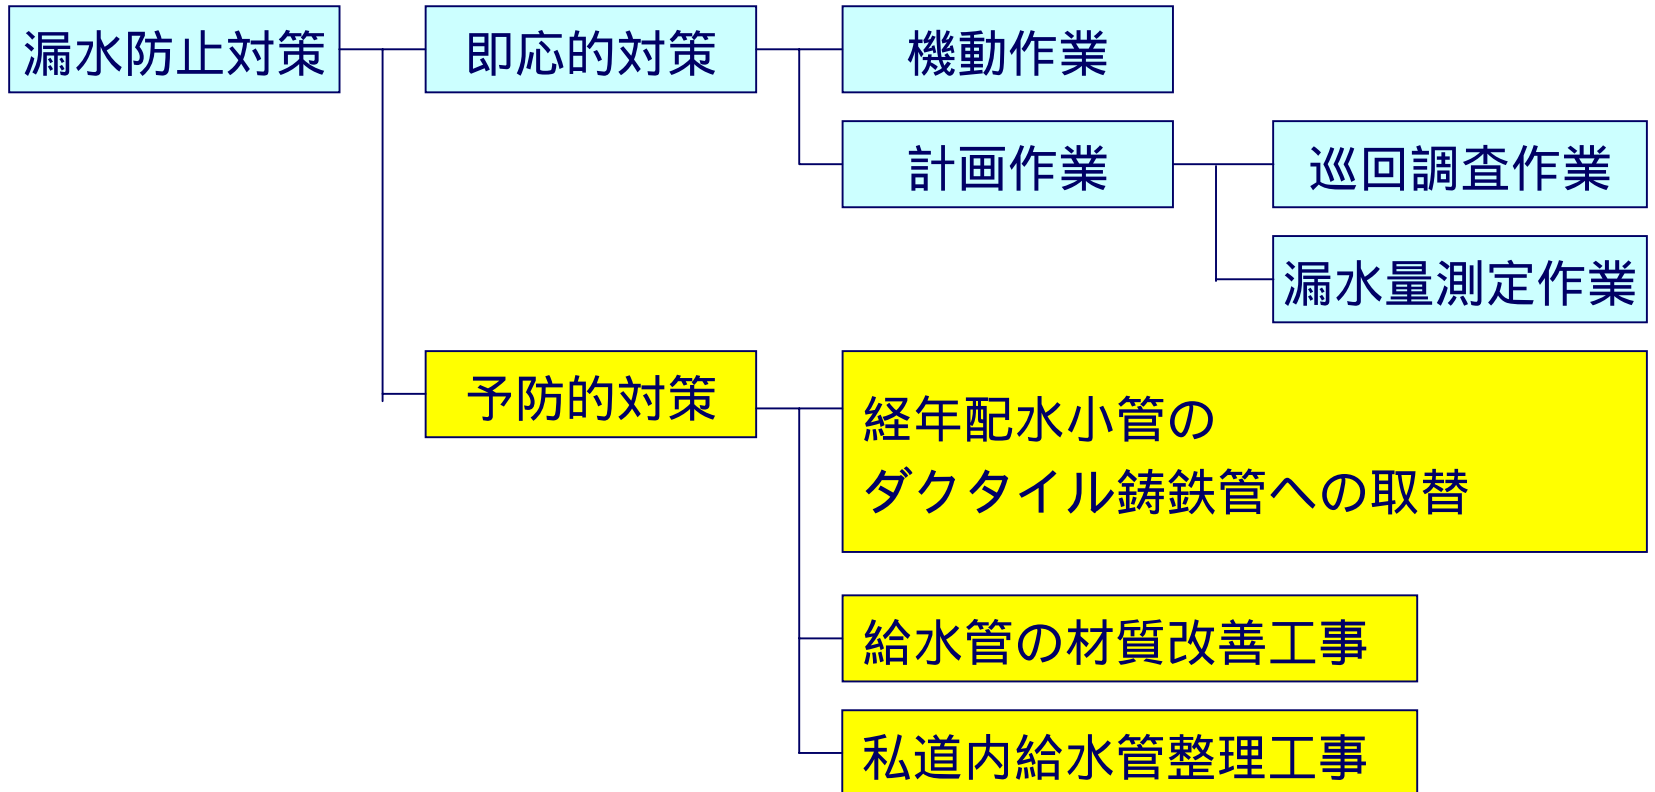 漏水防止対策
即応的対策
機動作業
計画作業
巡回調査作業
漏水量測定作業
予防的対策
経年配水小管の
ダクタイル鋳鉄管への取替
給水管の材質改善工事
私道内給水管整理工事